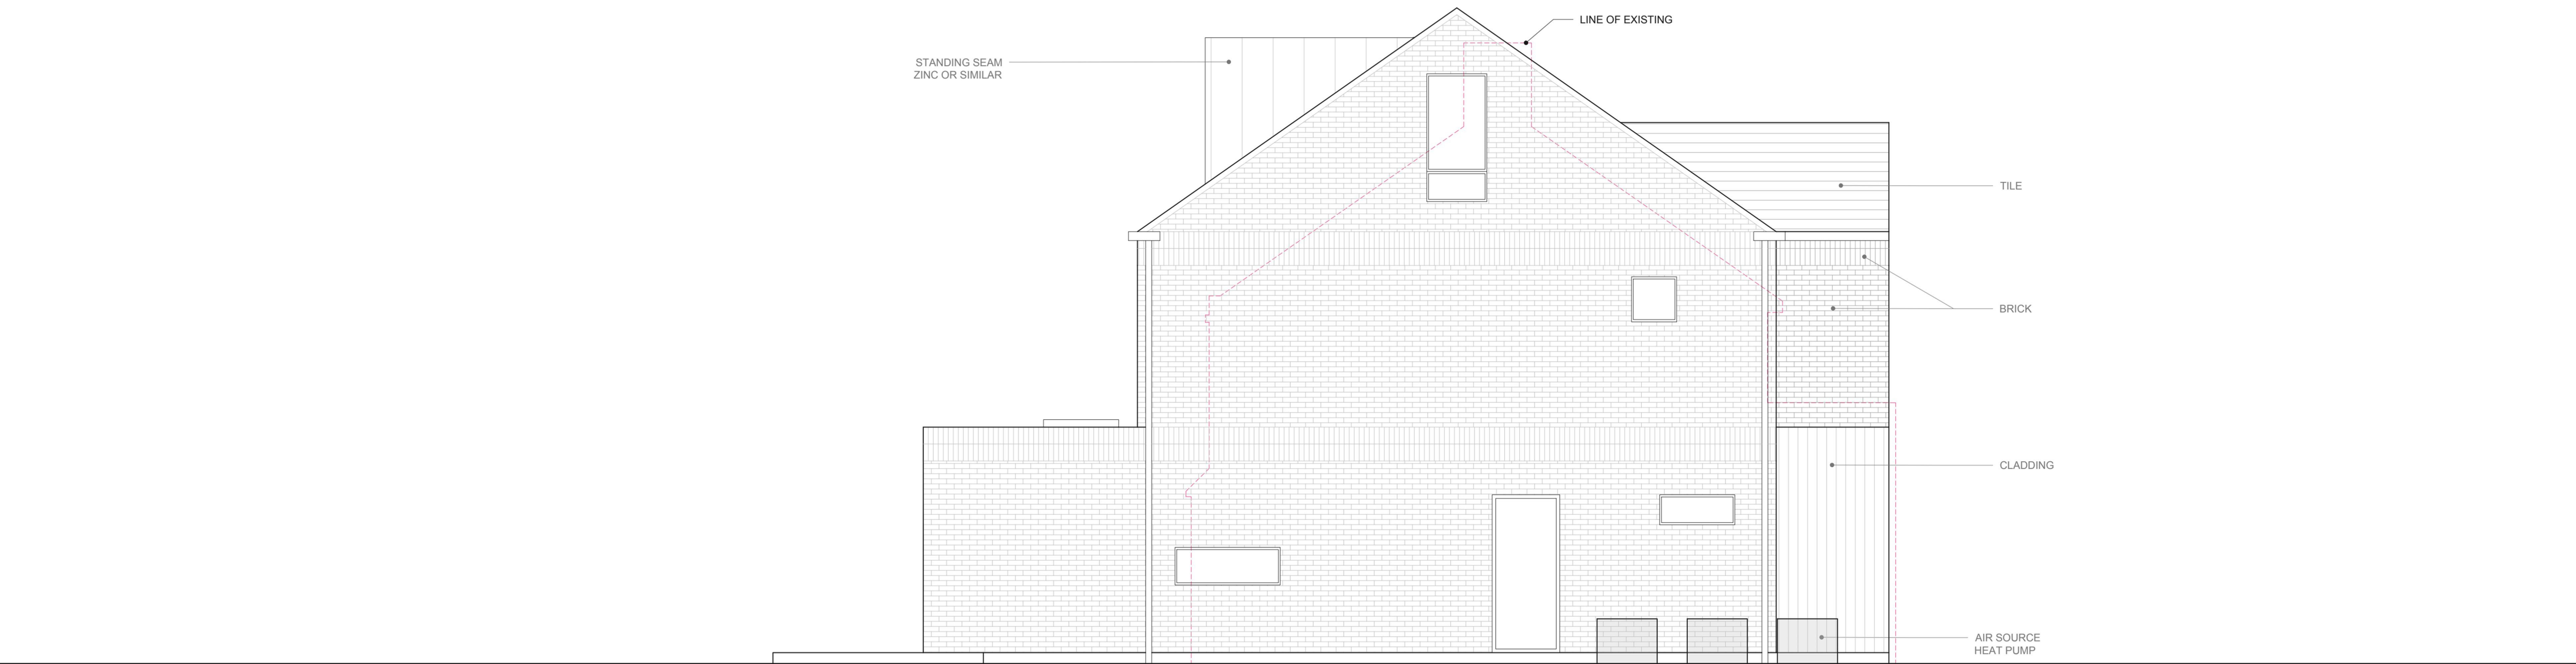 LINE OF EXISTING
STANDING SEAM
ZINC OR SIMILAR
TILE
BRICK
CLADDING
AIR SOURCE
HEAT PUMP